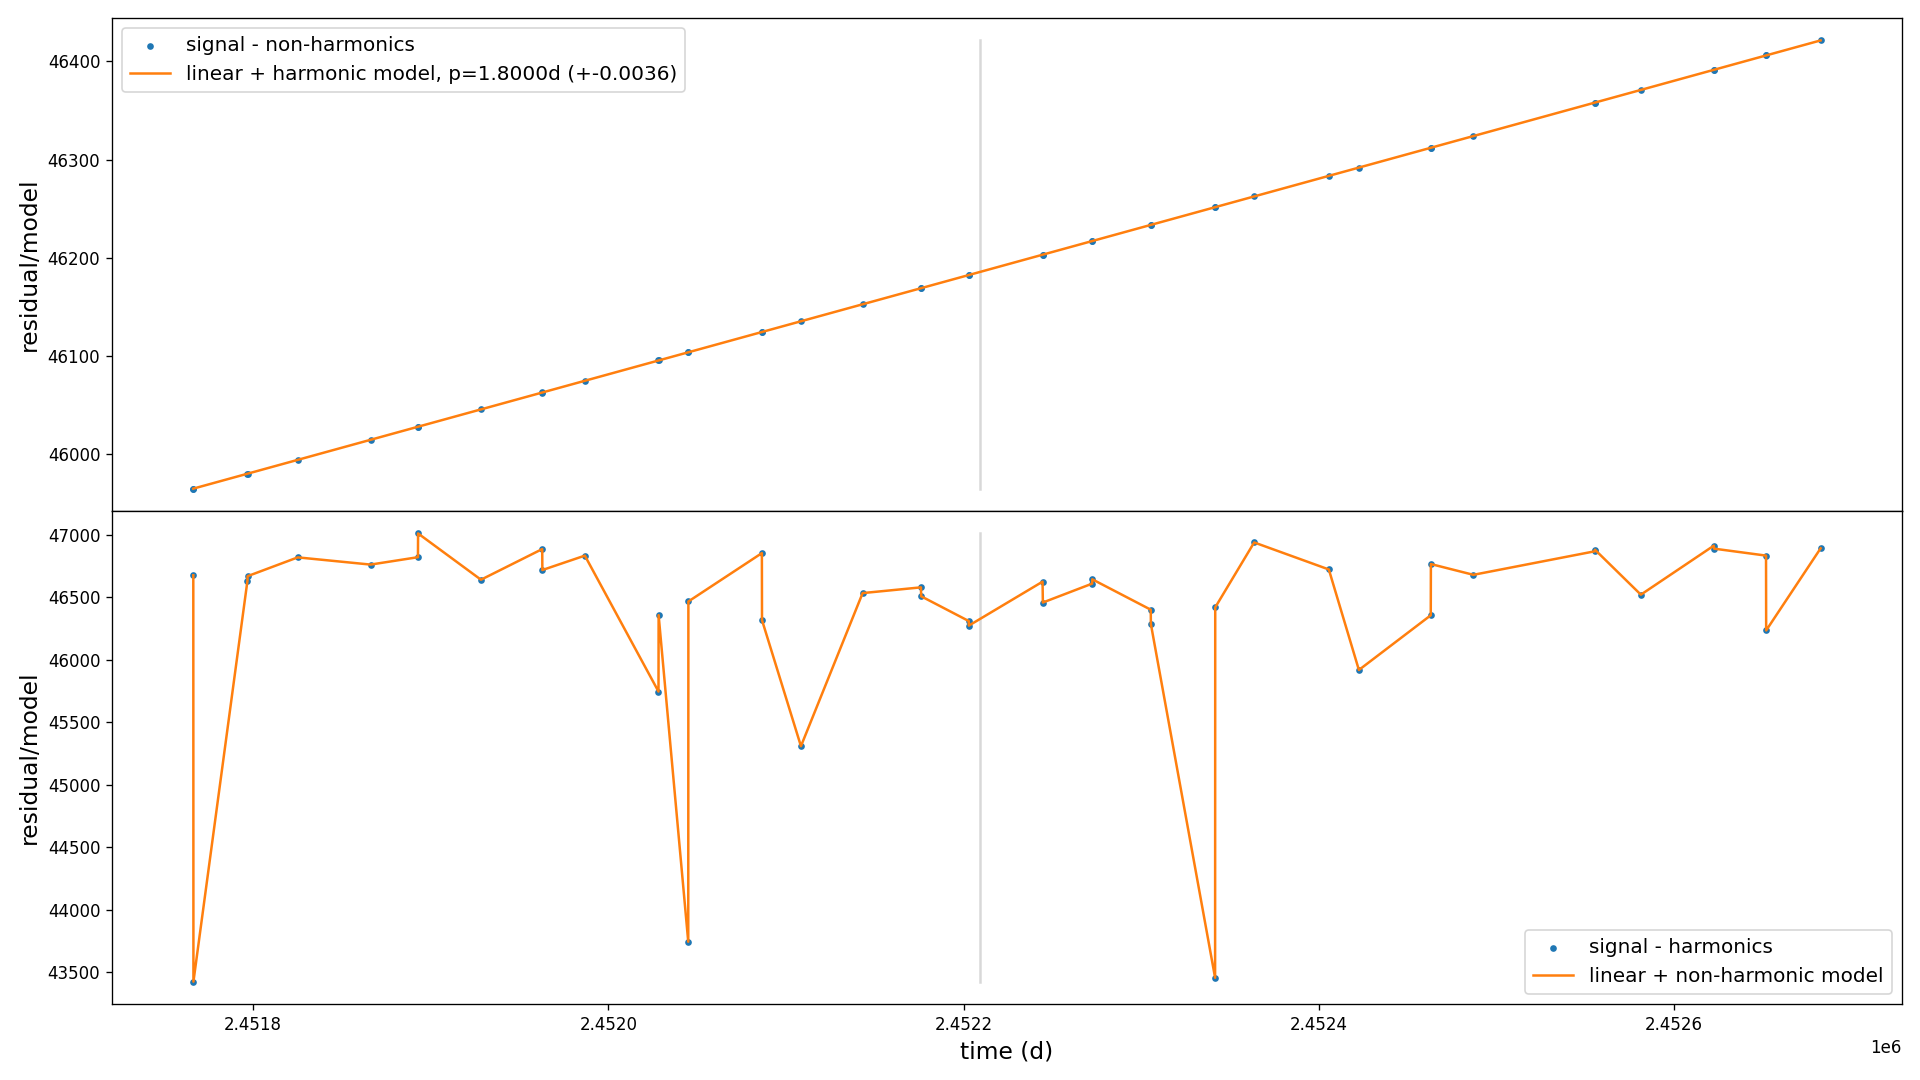 signal - non-harmonics
linear + harmonic model, p=1.8000d (+-0.0036)
46400
46300
46200
46100
46000
residual/model
47000
46500
46000
45500
45000
44500
44000
43500
residual/model
signal - harmonics
linear + non-harmonic model
2.4518
2.4520
2.4522
2.4524
2.4526
time (d)
1e6